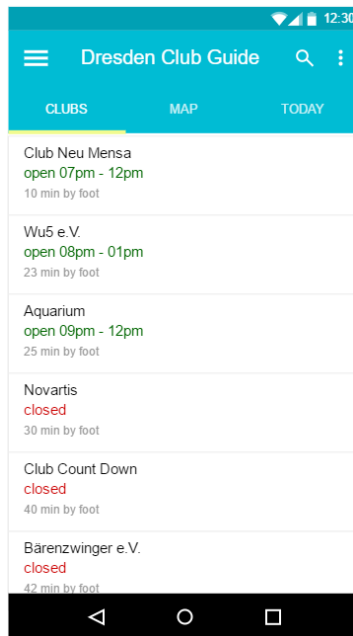 12:30
Dresden Club Guide
CLUBS MAP TODAY
Club Neu Mensa
open 07pm - 12pm
10 min by foot
Wu5 e.V.
open 08pm - 01pm
23 min by foot
Aquarium
open 09pm - 12pm
25 min by foot
Novartis
closed
30 min by foot
Club Count Down
closed
40 min by foot
Bärenzwinger e.V.
closed
42 min by foot